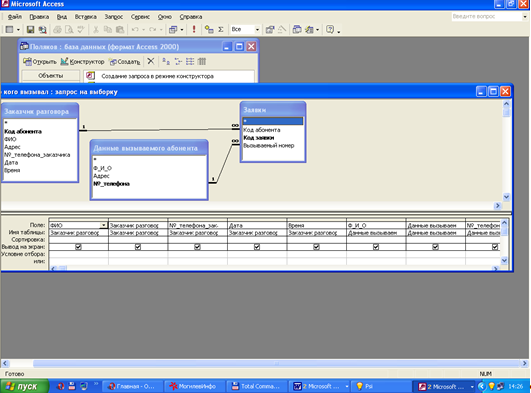 Microsoft Access
Файл Правка Вид Вставка Запрос Сервис Окно Справка
Введите вопрос
Все
Поляков : база данных (формат Access 2000)
Открыть Конструктор Создать
Объекты
Создание запроса в режиме конструктора
кого вызывал : запрос на выборку
Заказчик разговора
*
Код абонента
ФИО
Адрес
№_телефона_заказчика
Дата
Время
Данные вызываемого абонента
*
Ф_И_О
Адрес
№_телефона
Заявки
*
Код абонента
Код заявки
Вызываемый номер
1 ∞
1 ∞
Поле: ФИО Заказчик разговор №_телефона_зак Дата Время Ф_И_О Данные вызывае №_телефон
Имя таблицы: Заказчик разговор Заказчик разговор Заказчик разговор Заказчик разговор Заказчик разговор Данные вызываем Данные вызываем Данные вызы
Сортировка:
Вывод на экран:
Условие отбора:
или:
Готово
NUM
пуск
Главная - O...
МогилевИнфо
Total Comma...
2 Microsoft ...
Psi
2 Microsoft ...
14:26